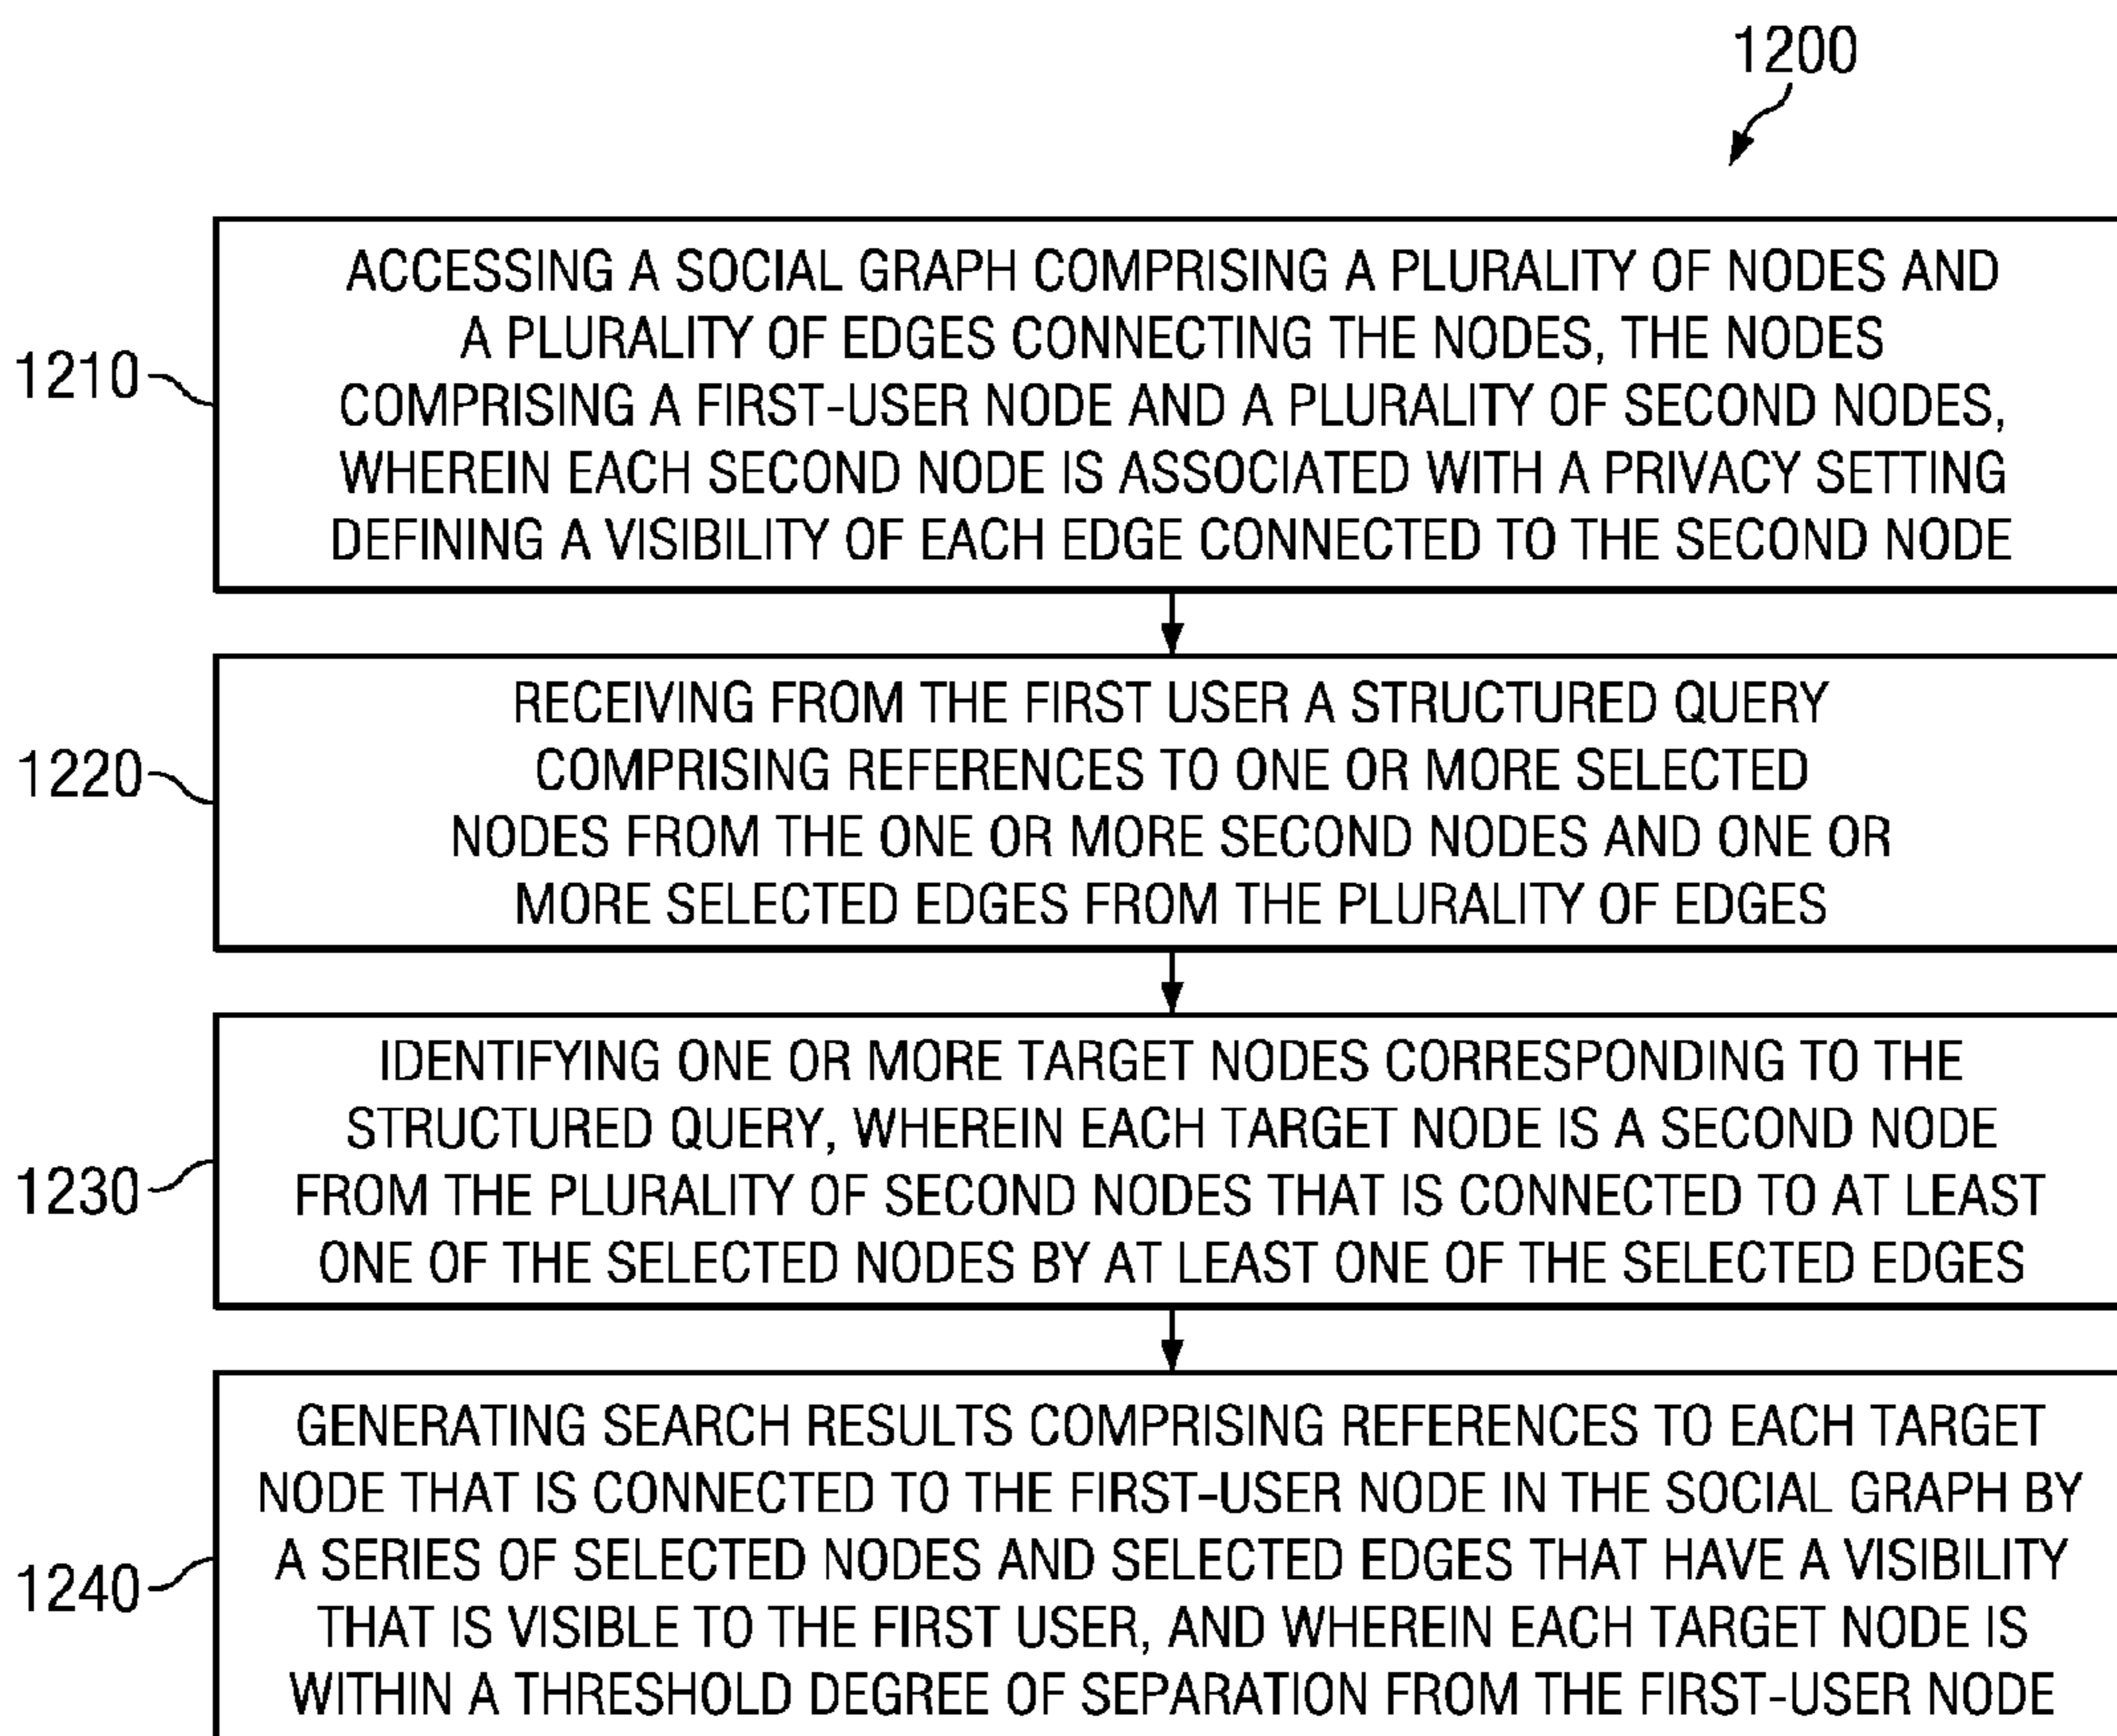 1200
ACCESSING A SOCIAL GRAPH COMPRISING A PLURALITY OF NODES AND
A PLURALITY OF EDGES CONNECTING THE NODES, THE NODES
COMPRISING A FIRST-USER NODE AND A PLURALITY OF SECOND NODES,
WHEREIN EACH SECOND NODE IS ASSOCIATED WITH A PRIVACY SETTING
DEFINING A VISIBILITY OF EACH EDGE CONNECTED TO THE SECOND NODE
1210
RECEIVING FROM THE FIRST USER A STRUCTURED QUERY
COMPRISING REFERENCES TO ONE OR MORE SELECTED
NODES FROM THE ONE OR MORE SECOND NODES AND ONE OR
MORE SELECTED EDGES FROM THE PLURALITY OF EDGES
1220
IDENTIFYING ONE OR MORE TARGET NODES CORRESPONDING TO THE
STRUCTURED QUERY, WHEREIN EACH TARGET NODE IS A SECOND NODE
FROM THE PLURALITY OF SECOND NODES THAT IS CONNECTED TO AT LEAST
ONE OF THE SELECTED NODES BY AT LEAST ONE OF THE SELECTED EDGES
1230
GENERATING SEARCH RESULTS COMPRISING REFERENCES TO EACH TARGET
NODE THAT IS CONNECTED TO THE FIRST-USER NODE IN THE SOCIAL GRAPH BY
A SERIES OF SELECTED NODES AND SELECTED EDGES THAT HAVE A VISIBILITY
THAT IS VISIBLE TO THE FIRST USER, AND WHEREIN EACH TARGET NODE IS
WITHIN A THRESHOLD DEGREE OF SEPARATION FROM THE FIRST-USER NODE
1240